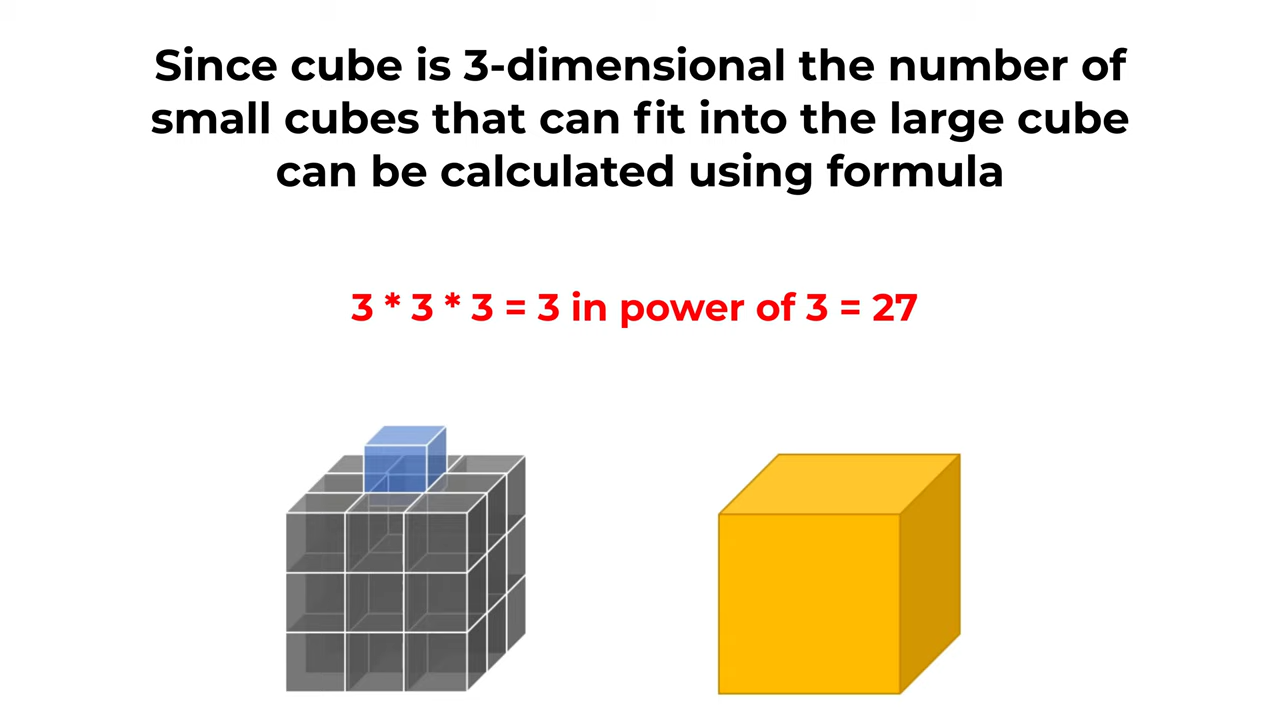 Since cube is 3-dimensional the number of
small cubes that can fit into the large cube
can be calculated using formula
3 * 3 * 3 = 3 in power of 3 = 27